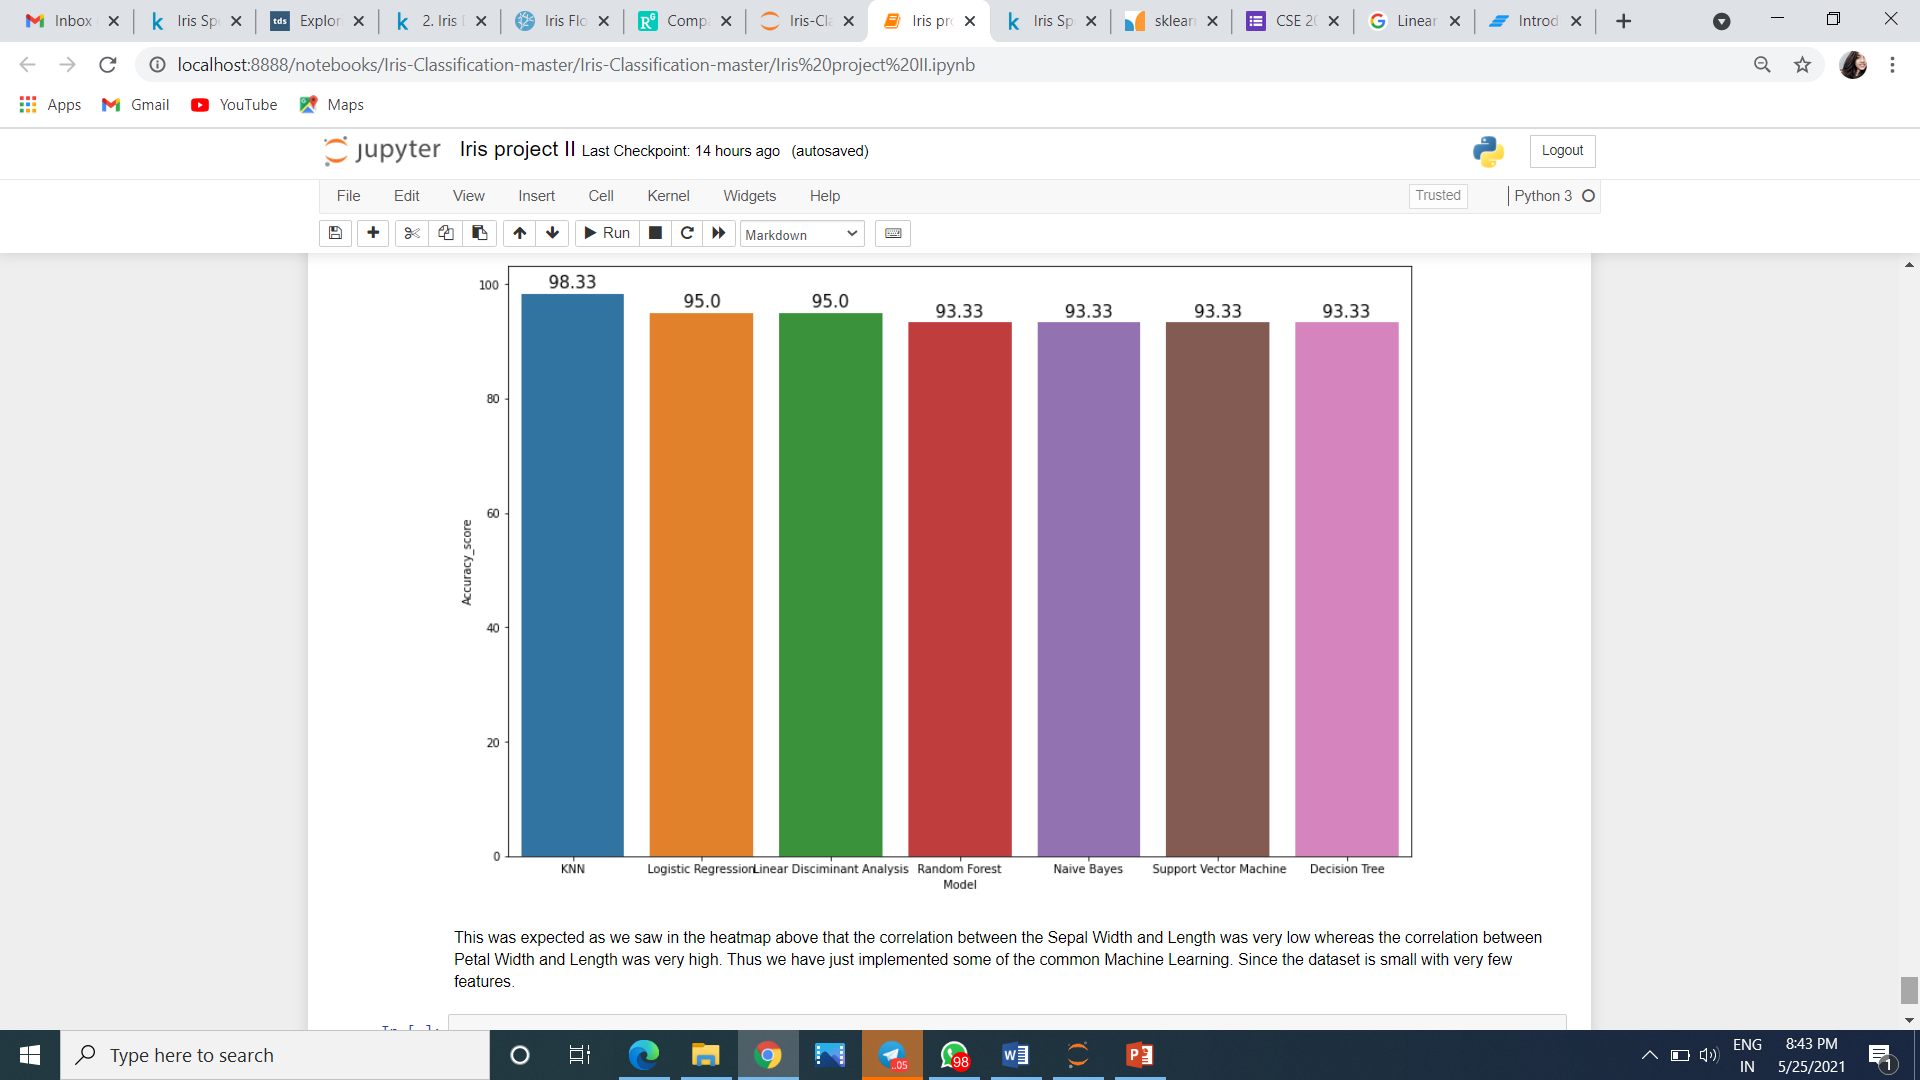 Inbox
Iris Sp
tds Explor
2. Iris D
Iris Flo
Comp
Iris-Cla
Iris pro
Iris Sp
sklear
CSE 20
Linear
Introd
localhost:8888/notebooks/Iris-Classification-master/Iris-Classification-master/Iris%20project%20II.ipynb
Apps Gmail YouTube Maps
jupyter Iris project II Last Checkpoint: 14 hours ago (autosaved)
Logout
File Edit View Insert Cell Kernel Widgets Help
Trusted Python 3
Run Markdown
98.33
95.0
95.0
93.33
93.33
93.33
93.33
100
80
60
40
20
0
Accuracy_score
KNN
Logistic Regression
Linear Disciminant Analysis
Random Forest
Naive Bayes
Support Vector Machine
Decision Tree
Model
This was expected as we saw in the heatmap above that the correlation between the Sepal Width and Length was very low whereas the correlation between
Petal Width and Length was very high. Thus we have just implemented some of the common Machine Learning. Since the dataset is small with very few
features.
In [ ]:
Type here to search
..05
98
ENG
IN
8:43 PM
5/25/2021
1